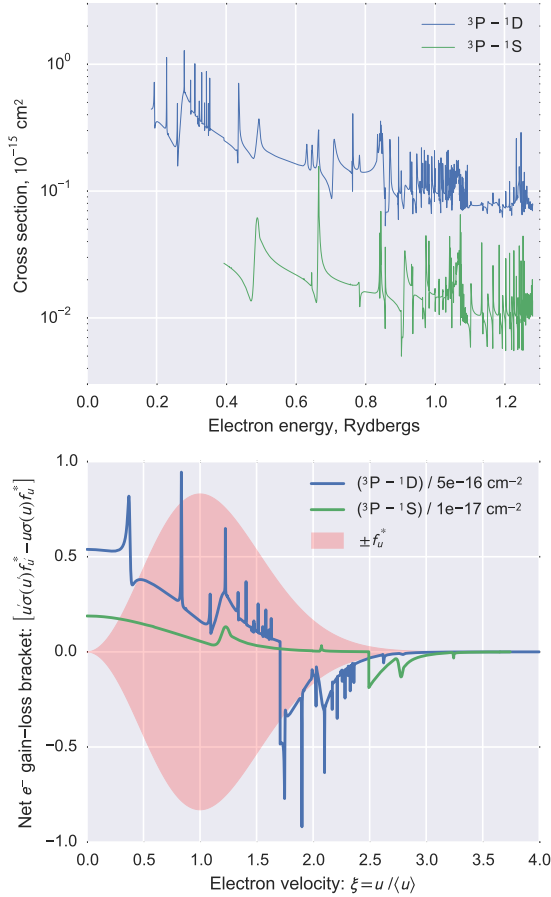 ³P − ¹D
³P − ¹S
10⁰
10⁻¹
10⁻²
Cross section, 10⁻¹⁵ cm²
0.0 0.2 0.4 0.6 0.8 1.0 1.2
Electron energy, Rydbergs
(³P − ¹D) / 5e−16 cm⁻²
(³P − ¹S) / 1e−17 cm⁻²
±f*ᵤ
1.0
0.5
0.0
−0.5
−1.0
Net e⁻ gain−loss bracket: [u′σ(u′)f*ᵤ′ − uσ(u)f*ᵤ]
0.0 0.5 1.0 1.5 2.0 2.5 3.0 3.5 4.0
Electron velocity: ξ = u /⟨u⟩